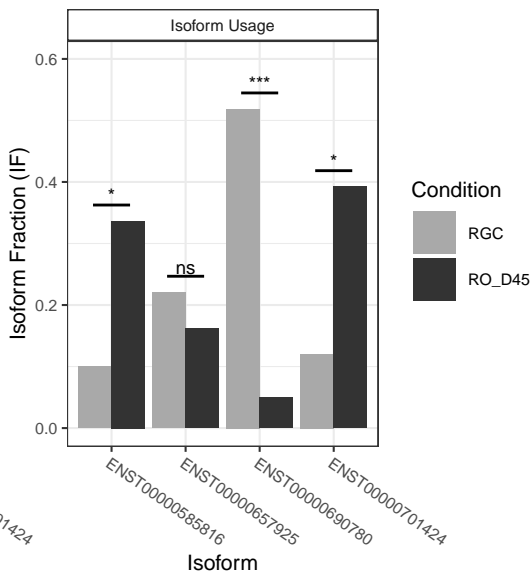 Isoform Usage
Isoform Fraction (IF)
0.6
0.4
0.2
0.0
*
ns
***
*
ENST00000585816
ENST00000657925
ENST00000690780
ENST00000701424
01424
Isoform
Condition
RGC
RO_D45